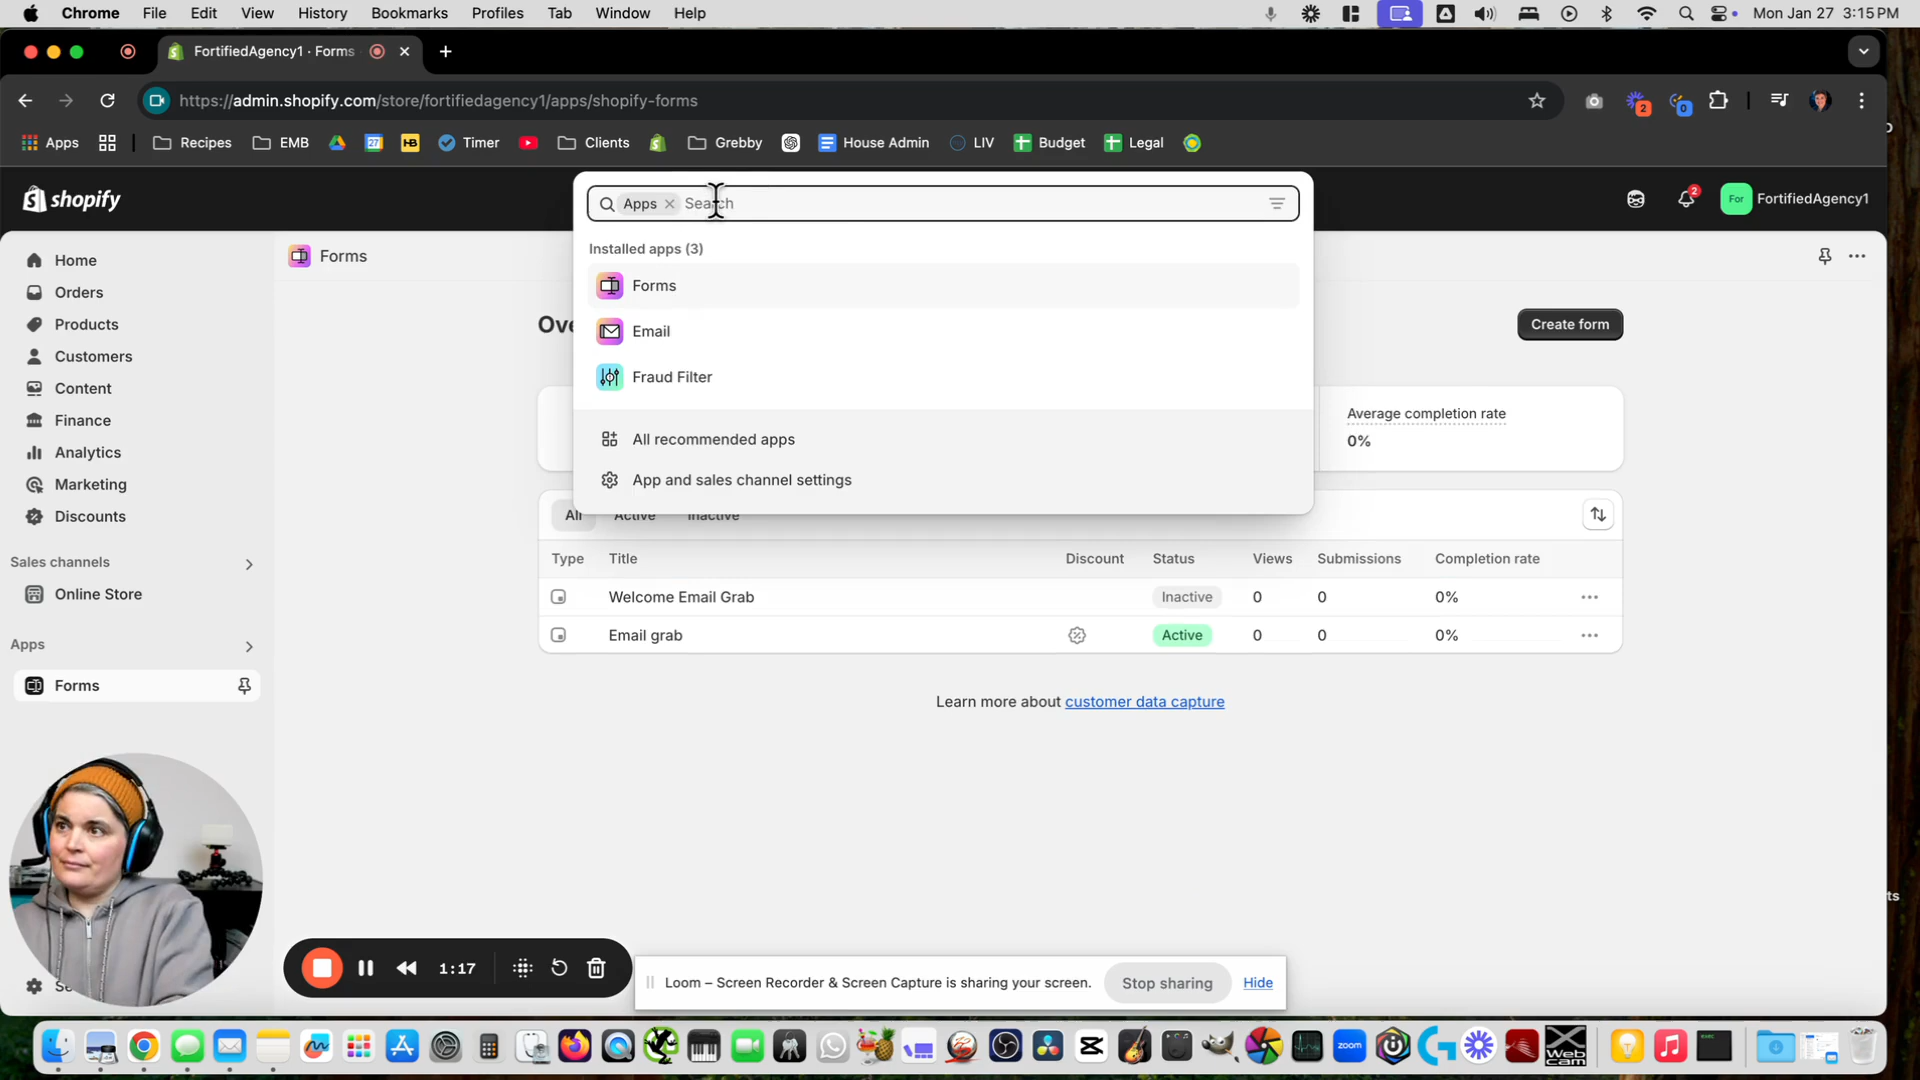 Chrome File Edit View History Bookmarks Profiles Tab Window Help Mon Jan 27 3:15 PM
FortifiedAgency1 · Forms
https://admin.shopify.com/store/fortifiedagency1/apps/shopify-forms 2 0
Apps Recipes EMB 27 HB Timer Clients Grebby House Admin LIV Budget Legal
shopify Apps Search 2 For FortifiedAgency1
Installed apps (3)
Forms
Email
Fraud Filter
All recommended apps
App and sales channel settings
Home
Orders
Products
Customers
Content
Finance
Analytics
Marketing
Discounts
Sales channels
Online Store
Apps
Forms
Forms
Create form
Average completion rate
0%
All Active Inactive
Type Title Discount Status Views Submissions Completion rate
Welcome Email Grab Inactive 0 0 0%
Email grab Active 0 0 0%
Learn more about customer data capture
1:17
Loom – Screen Recorder & Screen Capture is sharing your screen. Stop sharing Hide
zoom
Web
cam